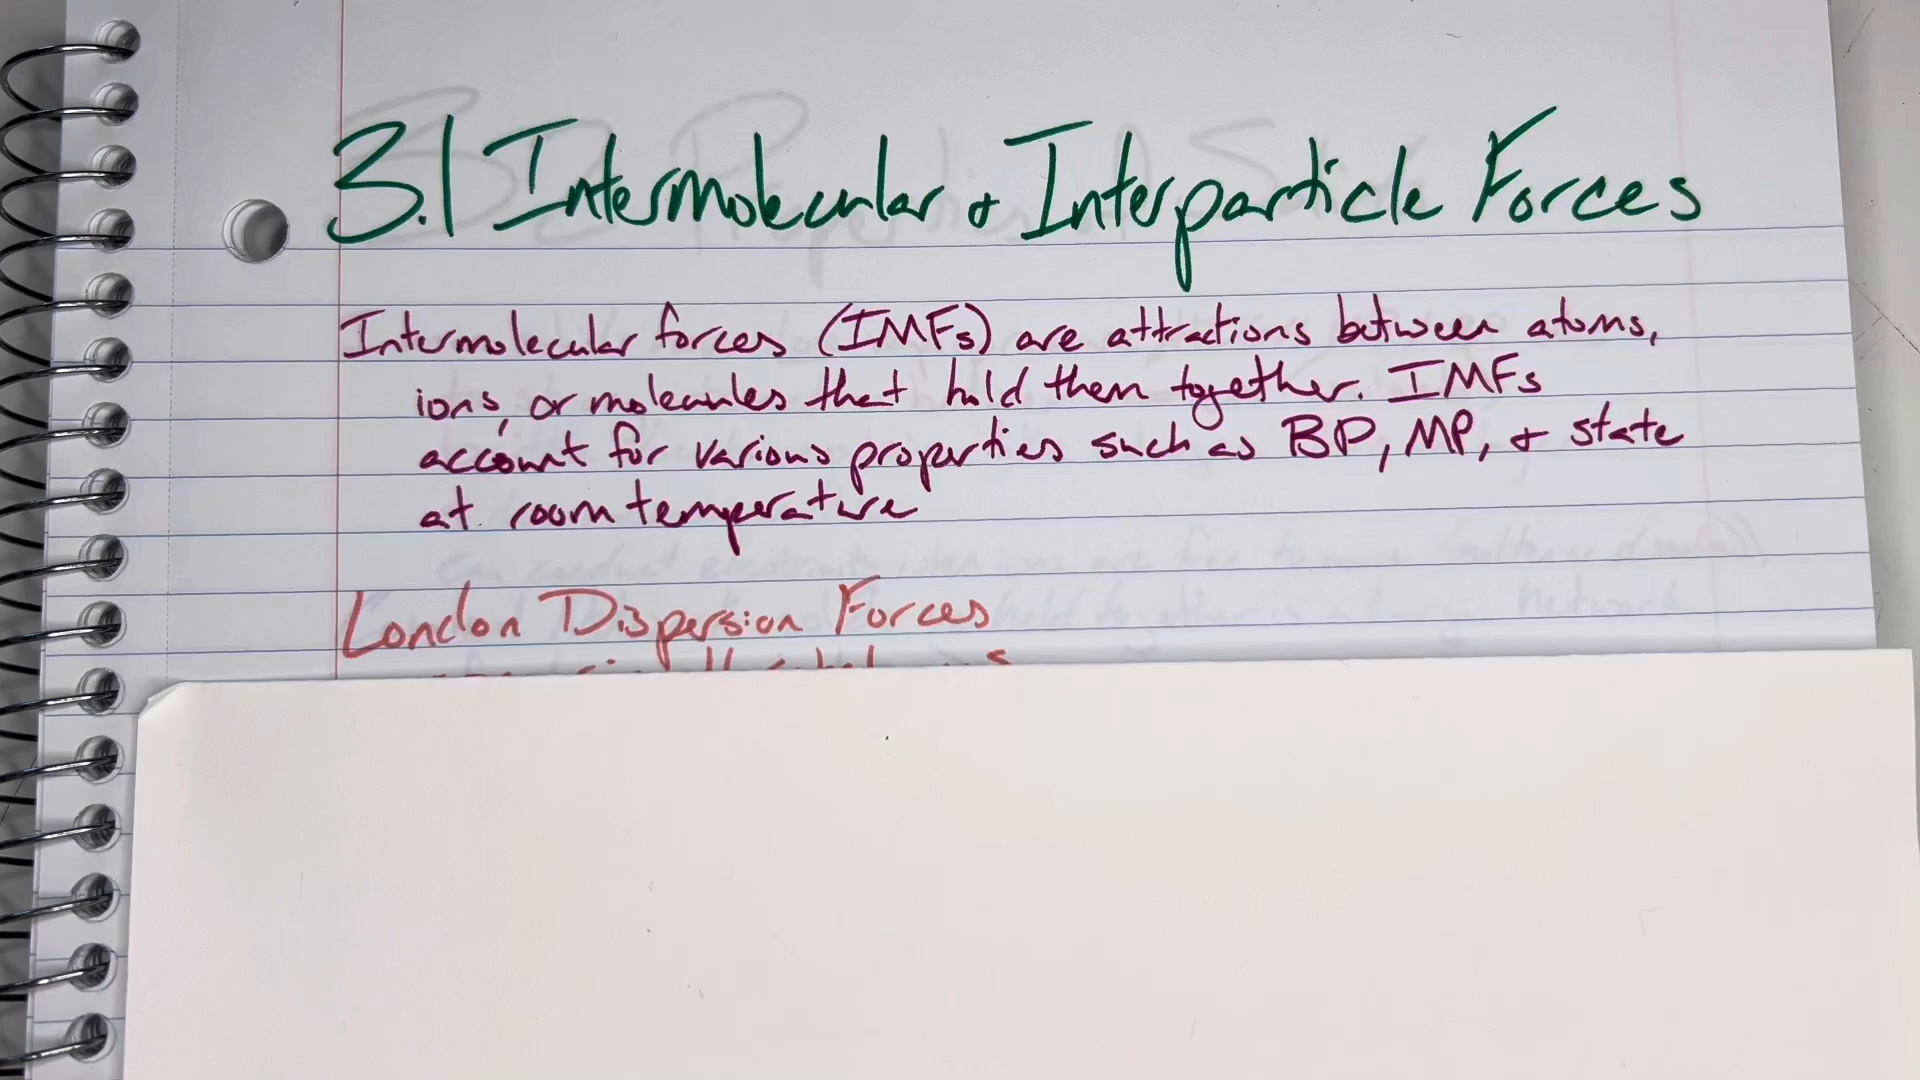 3.1 Intermolecular & Interparticle Forces
Intermolecular forces (IMFs) are attractions between atoms,
ions, or molecules that hold them together. IMFs
account for various properties such as BP, MP, & state
at room temperature
London Dispersion Forces